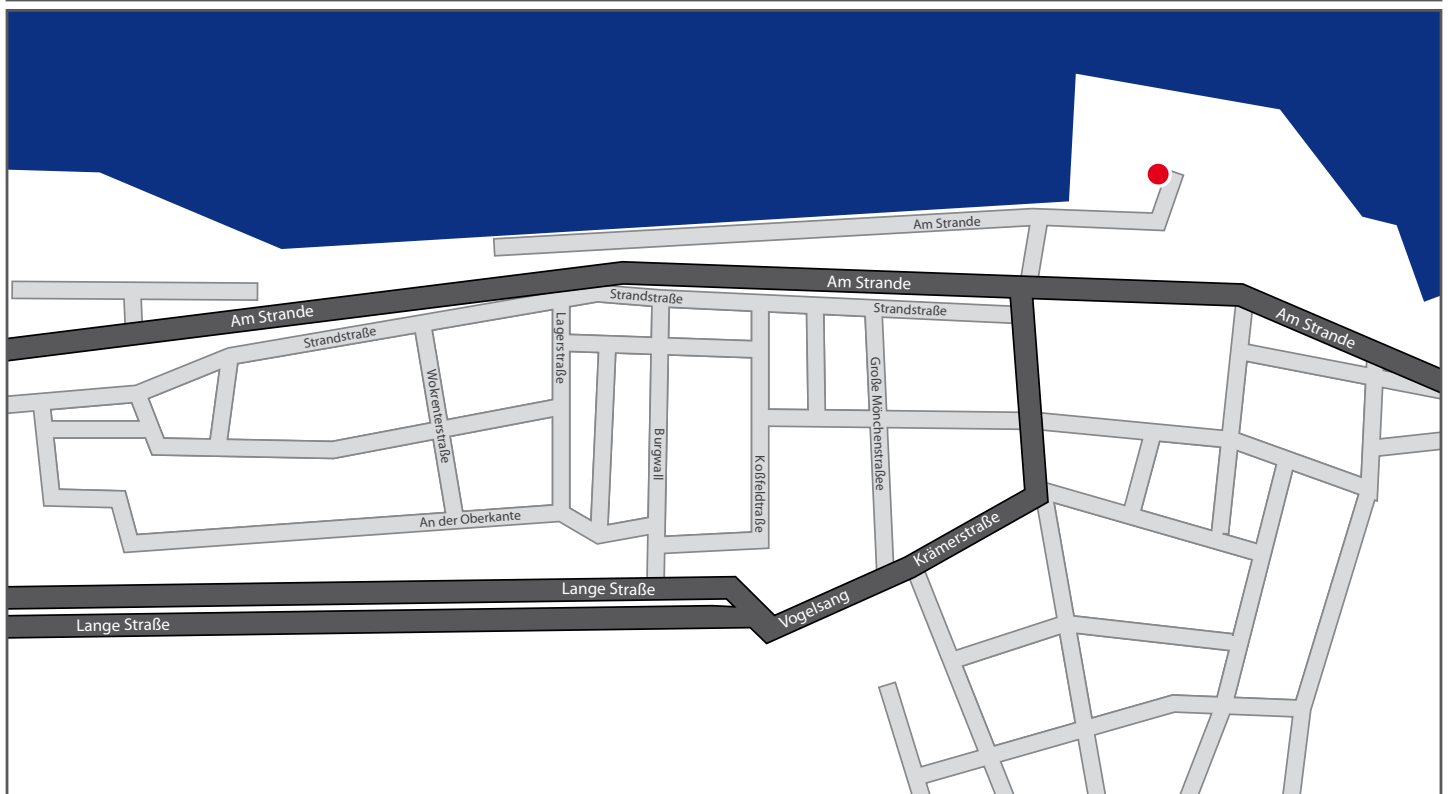 Am Strande
Am Strande
Am Strande
Am Strande
Strandstraße
Strandstraße
Strandstraße
Lagerstraße
Wokrenterstraße
Große Mönchenstraßee
Burgwall
Koßfeldtraße
An der Oberkante
Krämerstraße
Vogelsang
Lange Straße
Lange Straße